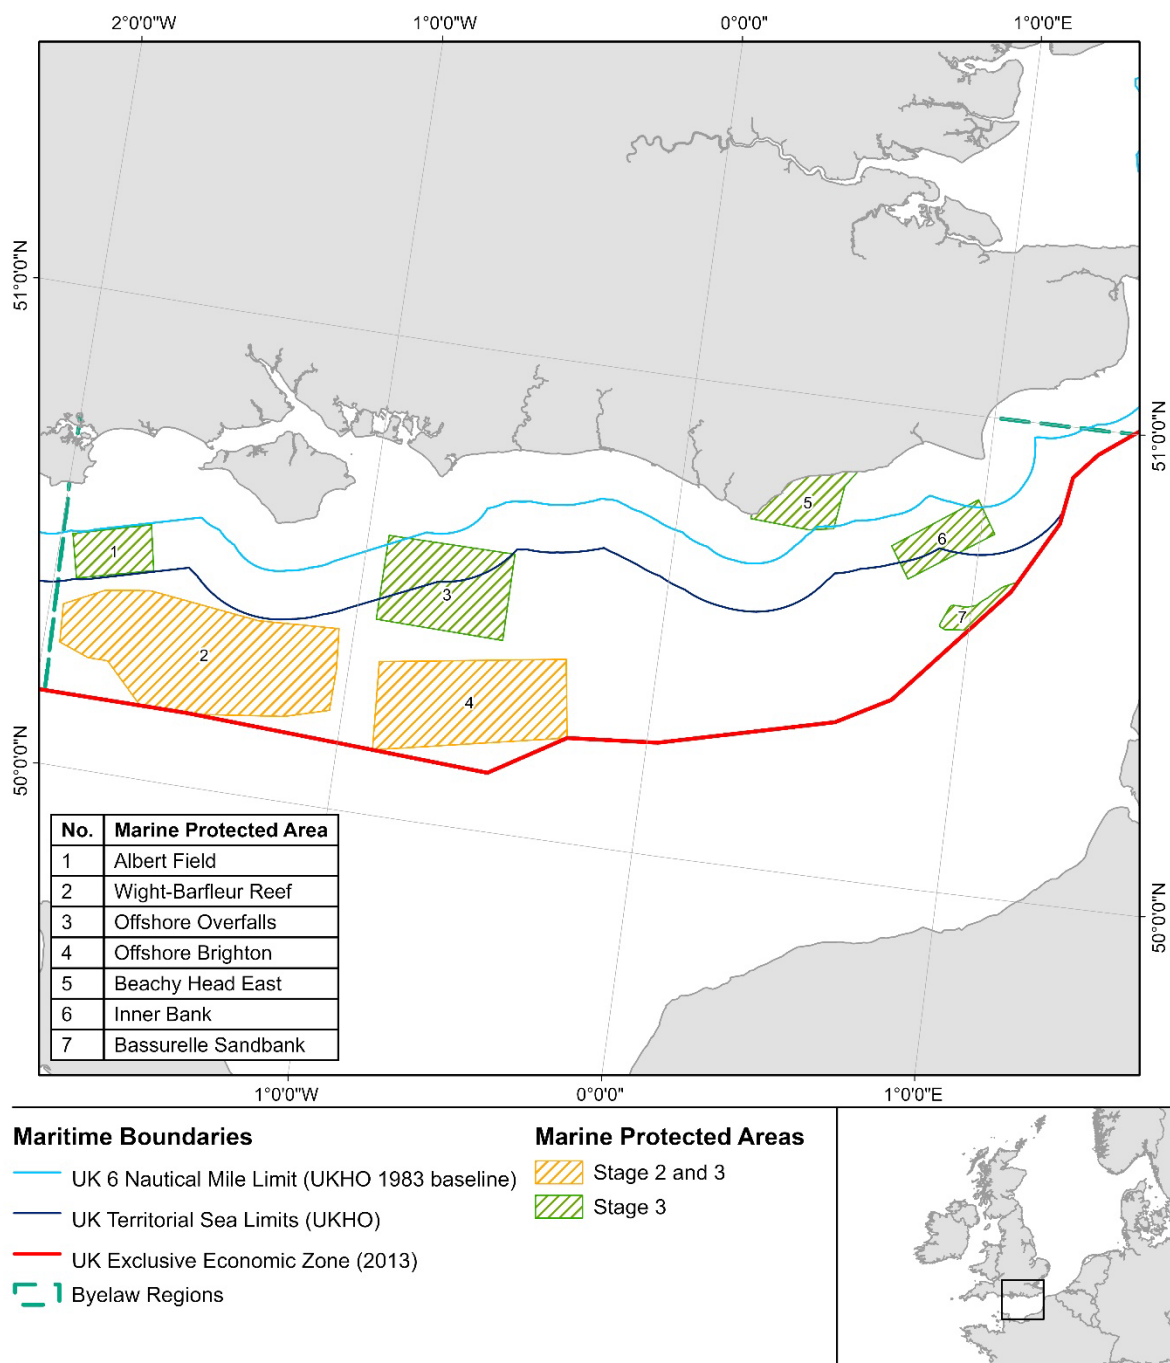 2°0'0"W 1°0'0"W 0°0'0" 1°0'0"E
51°0'0"N
51°0'0"N
50°0'0"N
50°0'0"N
1
2
3
4
5
6
7
No. Marine Protected Area
1 Albert Field
2 Wight-Barfleur Reef
3 Offshore Overfalls
4 Offshore Brighton
5 Beachy Head East
6 Inner Bank
7 Bassurelle Sandbank
1°0'0"W 0°0'0" 1°0'0"E
Maritime Boundaries
UK 6 Nautical Mile Limit (UKHO 1983 baseline)
UK Territorial Sea Limits (UKHO)
UK Exclusive Economic Zone (2013)
Byelaw Regions
Marine Protected Areas
Stage 2 and 3
Stage 3